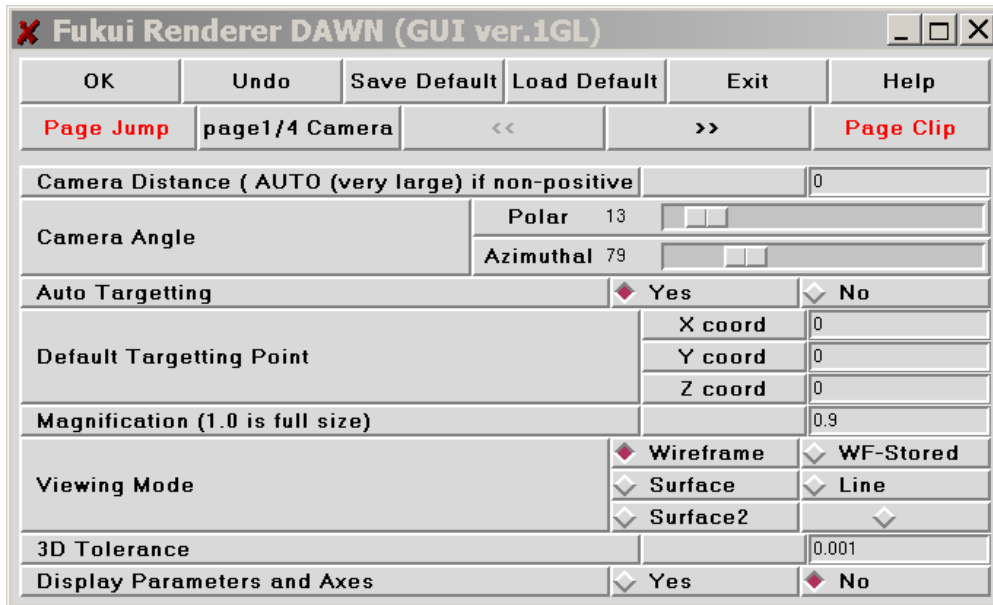 Fukui Renderer DAWN (GUI ver.1GL)
OK Undo Save Default Load Default Exit Help
Page Jump page1/4 Camera << >> Page Clip
Camera Distance ( AUTO (very large) if non-positive 0
Camera Angle
Polar 13
Azimuthal 79
Auto Targetting Yes No
Default Targetting Point
X coord 0
Y coord 0
Z coord 0
Magnification (1.0 is full size) 0.9
Viewing Mode
Wireframe WF-Stored
Surface Line
Surface2
3D Tolerance 0.001
Display Parameters and Axes Yes No